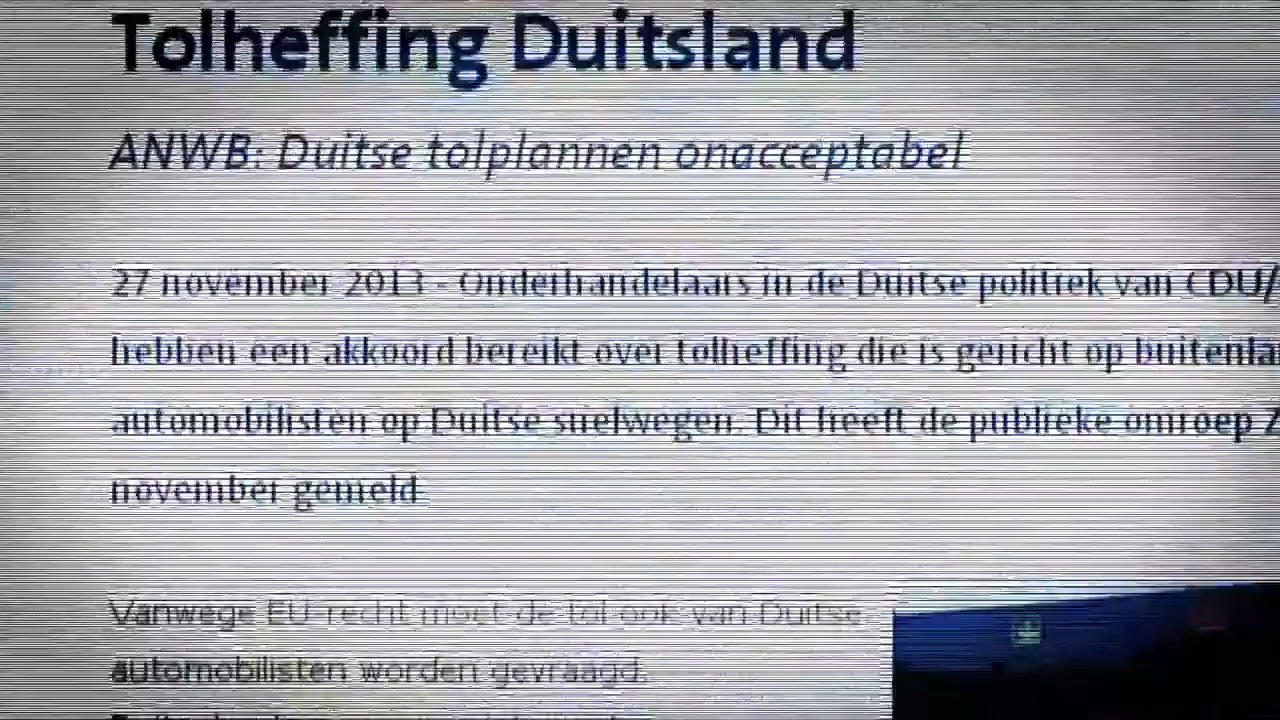 Tolheffing Duitsland
ANWB: Duitse tolplannen onacceptabel
27 november 2013 - Onderhandelaars in de Duitse politiek van CDU/
hebben een akkoord bereikt over tolheffing die is gericht op buitenla
automobilisten op Duitse snelwegen. Dit heeft de publieke omroep Z
november gemeld.
Vanwege EU-recht moet de tol ook van Duitse
automobilisten worden gevraagd.